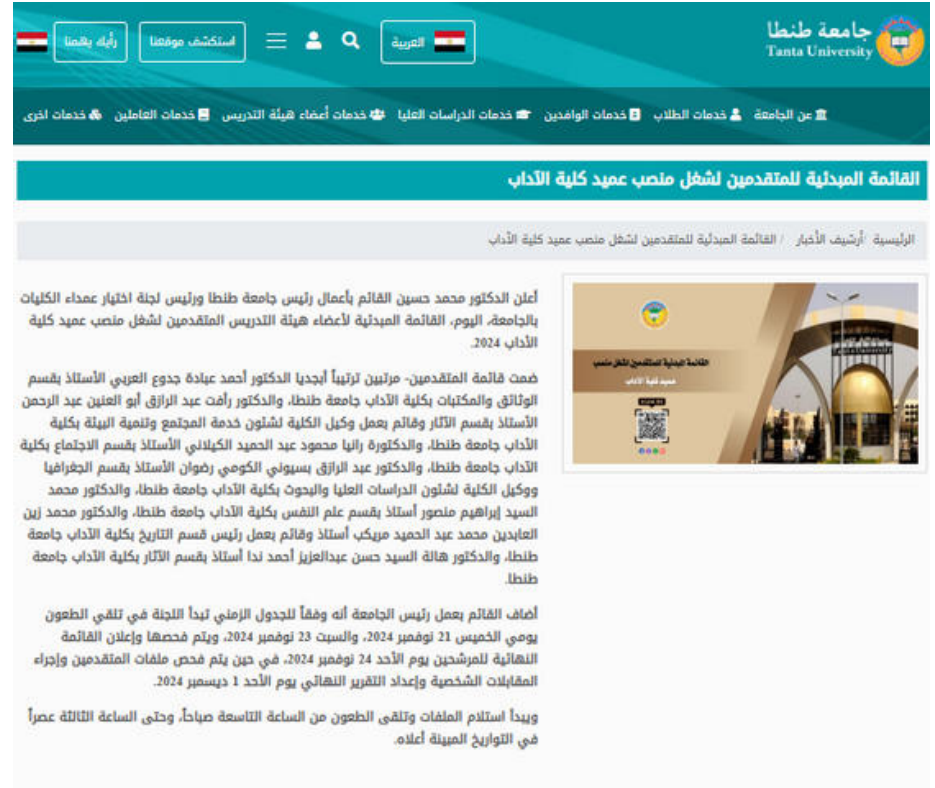 جامعة طنطا
Tanta University
العربية
استكشف موقعنا
رأيك يهمنا
عن الجامعة
خدمات الطلاب
خدمات الوافدين
خدمات الدراسات العليا
خدمات أعضاء هيئة التدريس
خدمات العاملين
خدمات اخرى
القائمة المبدئية للمتقدمين لشغل منصب عميد كلية الآداب
الرئيسية / أرشيف الأخبار / القائمة المبدئية للمتقدمين لشغل منصب عميد كلية الآداب
القائمة المبدئية للمتقدمين لشغل منصب
عميد كلية الآداب
أعلن الدكتور محمد حسين القائم بأعمال رئيس جامعة طنطا ورئيس لجنة اختيار عمداء الكليات
بالجامعة، اليوم، القائمة المبدئية لأعضاء هيئة التدريس المتقدمين لشغل منصب عميد كلية
الأداب 2024.
ضمت قائمة المتقدمين- مرتبين ترتيباً أبجديا الدكتور أحمد عبادة جدوع العربي الأستاذ بقسم
الوثائق والمكتبات بكلية الآداب جامعة طنطا، والدكتور رأفت عبد الرازق أبو العنين عبد الرحمن
الأستاذ بقسم الآثار وقائم بعمل وكيل الكلية لشئون خدمة المجتمع وتنمية البيئة بكلية
الأداب جامعة طنطا، والدكتورة رانيا محمود عبد الحميد الكيلاني الأستاذ بقسم الاجتماع بكلية
الآداب جامعة طنطا، والدكتور عبد الرازق بسيوني الكومي رضوان الأستاذ بقسم الجغرافيا
ووكيل الكلية لشئون الدراسات العليا والبحوث بكلية الآداب جامعة طنطا، والدكتور محمد
السيد إبراهيم منصور أستاذ بقسم علم النفس بكلية الآداب جامعة طنطا، والدكتور محمد زين
العابدين محمد عبد الحميد مريكب أستاذ وقائم بعمل رئيس قسم التاريخ بكلية الآداب جامعة
طنطا، والدكتور هالة السيد حسن عبدالعزيز أحمد ندا أستاذ بقسم الآثار بكلية الآداب جامعة
طنطا.
أضاف القائم بعمل رئيس الجامعة أنه وفقاً للجدول الزمني تبدأ اللجنة في تلقي الطعون
يومي الخميس 21 نوفمبر 2024، والسبت 23 نوفمبر 2024، ويتم فحصها وإعلان القائمة
النهائية للمرشحين يوم الأحد 24 نوفمبر 2024، في حين يتم فحص ملفات المتقدمين وإجراء
المقابلات الشخصية وإعداد التقرير النهائي يوم الأحد 1 ديسمبر 2024.
ويبدأ استلام الملفات وتلقى الطعون من الساعة التاسعة صباحاً، وحتى الساعة الثالثة عصراً
في التواريخ المبينة أعلاه.